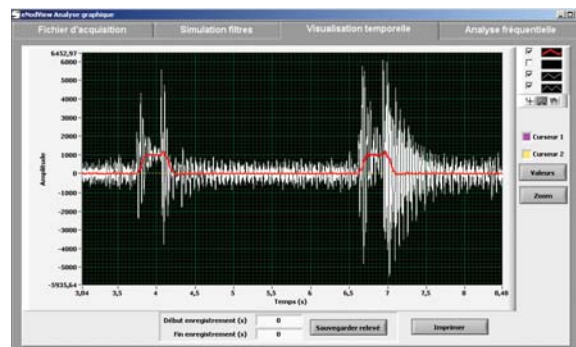 eNodView Analyse graphique
Fichier d'acquisition
Simulation filtres
Visualisation temporelle
Analyse fréquentielle
6452,97
6000
5000
4000
3000
2000
1000
0
-1000
-2000
-3000
-4000
-5000
-5935,64
Amplitude
3,04
3,5
4
4,5
5
5,5
6
6,5
7
7,5
8
8,48
Temps (s)
Curseur 1
Curseur 2
Valeurs
Zoom
Début enregistrement (s)
0
Fin enregistrement (s)
0
Sauvegarder relevé
Imprimer